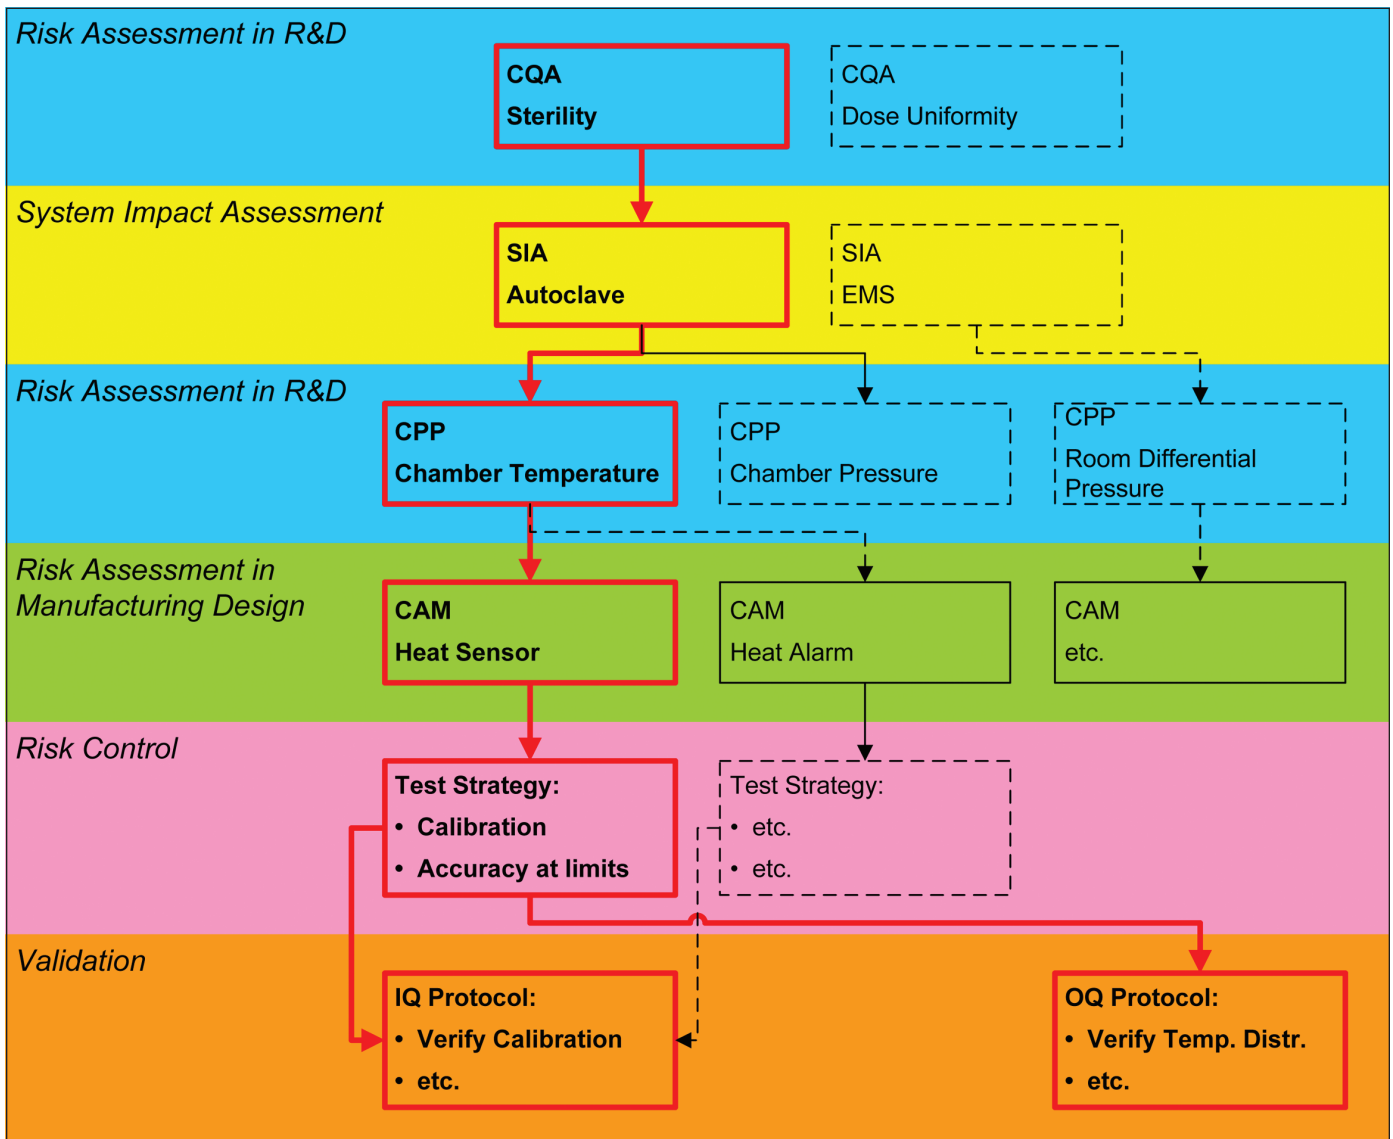 Risk Assessment in R&D
CQA
Sterility
CQA
Dose Uniformity
System Impact Assessment
SIA
Autoclave
SIA
EMS
Risk Assessment in R&D
CPP
Chamber Temperature
CPP
Chamber Pressure
CPP
Room Differential
Pressure
Risk Assessment in
Manufacturing Design
CAM
Heat Sensor
CAM
Heat Alarm
CAM
etc.
Risk Control
Test Strategy:
• Calibration
• Accuracy at limits
Test Strategy:
• etc.
• etc.
Validation
IQ Protocol:
• Verify Calibration
• etc.
OQ Protocol:
• Verify Temp. Distr.
• etc.